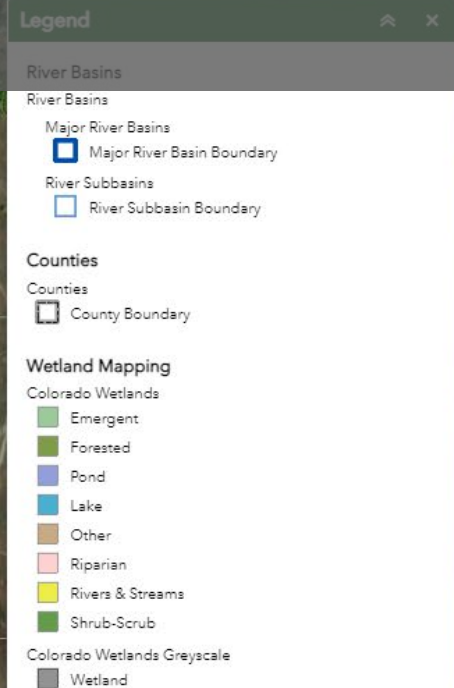 Legend
River Basins
River Basins
Major River Basins
Major River Basin Boundary
River Subbasins
River Subbasin Boundary
Counties
Counties
County Boundary
Wetland Mapping
Colorado Wetlands
Emergent
Forested
Pond
Lake
Other
Riparian
Rivers & Streams
Shrub-Scrub
Colorado Wetlands Greyscale
Wetland